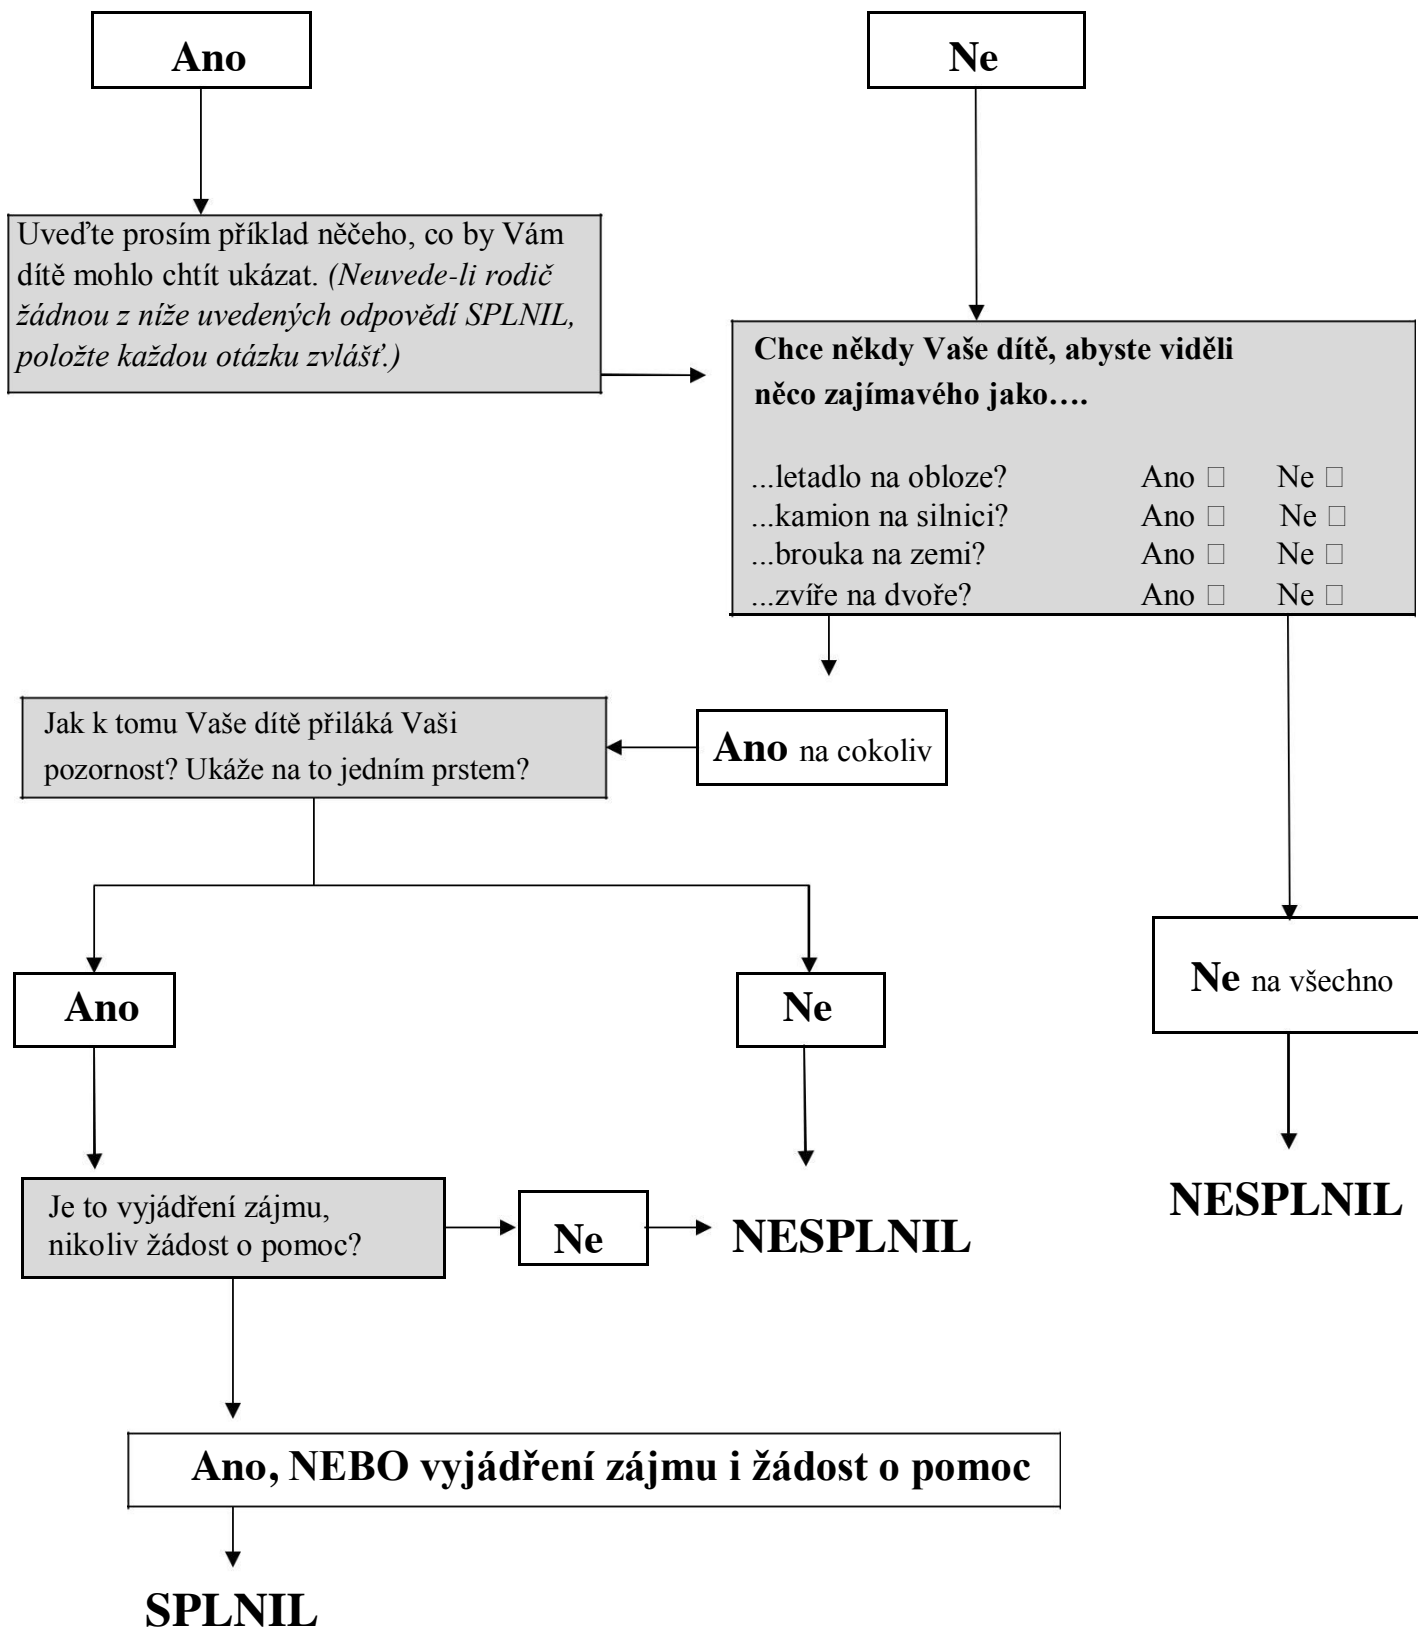 Ano
Ne
Uveďte prosím příklad něčeho, co by Vám
dítě mohlo chtít ukázat. (Neuvede-li rodič
žádnou z níže uvedených odpovědí SPLNIL,
položte každou otázku zvlášť.)
Chce někdy Vaše dítě, abyste viděli
něco zajímavého jako….
...letadlo na obloze? Ano □ Ne □
...kamion na silnici? Ano □ Ne □
...brouka na zemi? Ano □ Ne □
...zvíře na dvoře? Ano □ Ne □
Jak k tomu Vaše dítě přiláká Vaši
pozornost? Ukáže na to jedním prstem?
Ano na cokoliv
Ano
Ne
Ne na všechno
Je to vyjádření zájmu,
nikoliv žádost o pomoc?
Ne
NESPLNIL
NESPLNIL
Ano, NEBO vyjádření zájmu i žádost o pomoc
SPLNIL